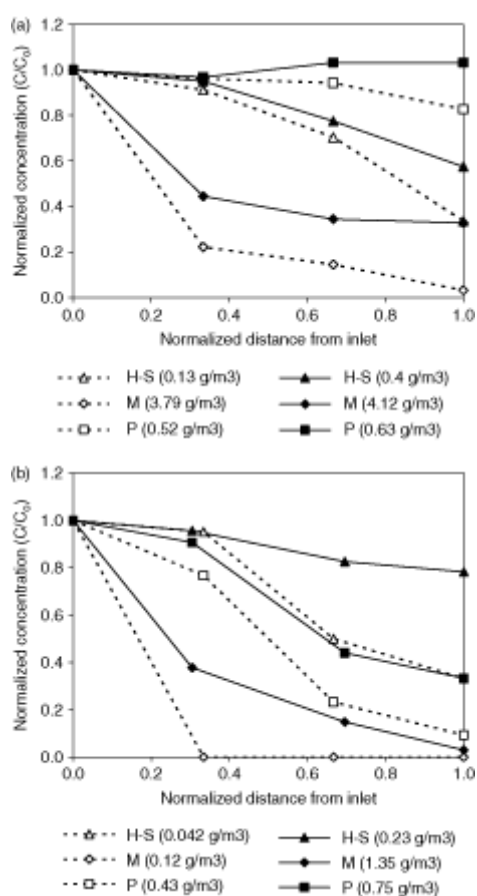 (a)
1.2
1.0
0.8
0.6
0.4
0.2
0.0
Normalized concentration (C/C₀)
0.0 0.2 0.4 0.6 0.8 1.0
Normalized distance from inlet
H-S (0.13 g/m3) H-S (0.4 g/m3)
M (3.79 g/m3) M (4.12 g/m3)
P (0.52 g/m3) P (0.63 g/m3)
(b)
1.2
1.0
0.8
0.6
0.4
0.2
0.0
Normalized concentration (C/C₀)
0.0 0.2 0.4 0.6 0.8 1.0
Normalized distance from inlet
H-S (0.042 g/m3) H-S (0.23 g/m3)
M (0.12 g/m3) M (1.35 g/m3)
P (0.43 g/m3) P (0.75 g/m3)